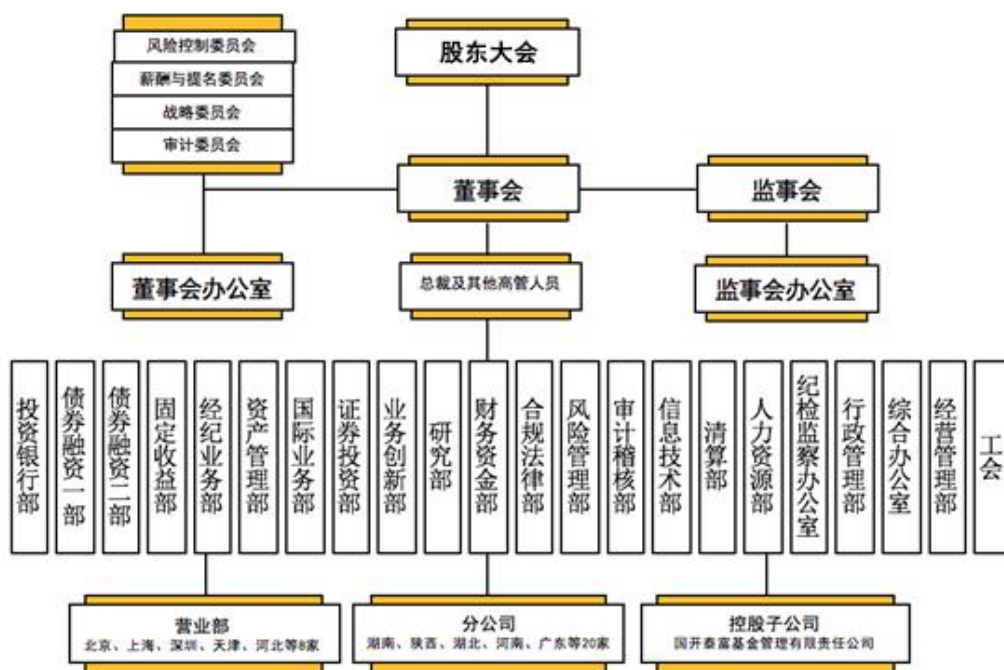 风险控制委员会
薪酬与提名委员会
战略委员会
审计委员会
股东大会
董事会
监事会
董事会办公室
总裁及其他高管人员
监事会办公室
投资银行部
债券融资一部
债券融资二部
固定收益部
经纪业务部
资产管理部
国际业务部
证券投资部
业务创新部
研究部
财务资金部
合规法律部
风险管理部
审计稽核部
信息技术部
清算部
人力资源部
纪检监察办公室
行政管理部
综合办公室
经营管理部
工会
营业部
北京、上海、深圳、天津、河北等8家
分公司
湖南、陕西、湖北、河南、广东等20家
控股子公司
国开泰富基金管理有限责任公司